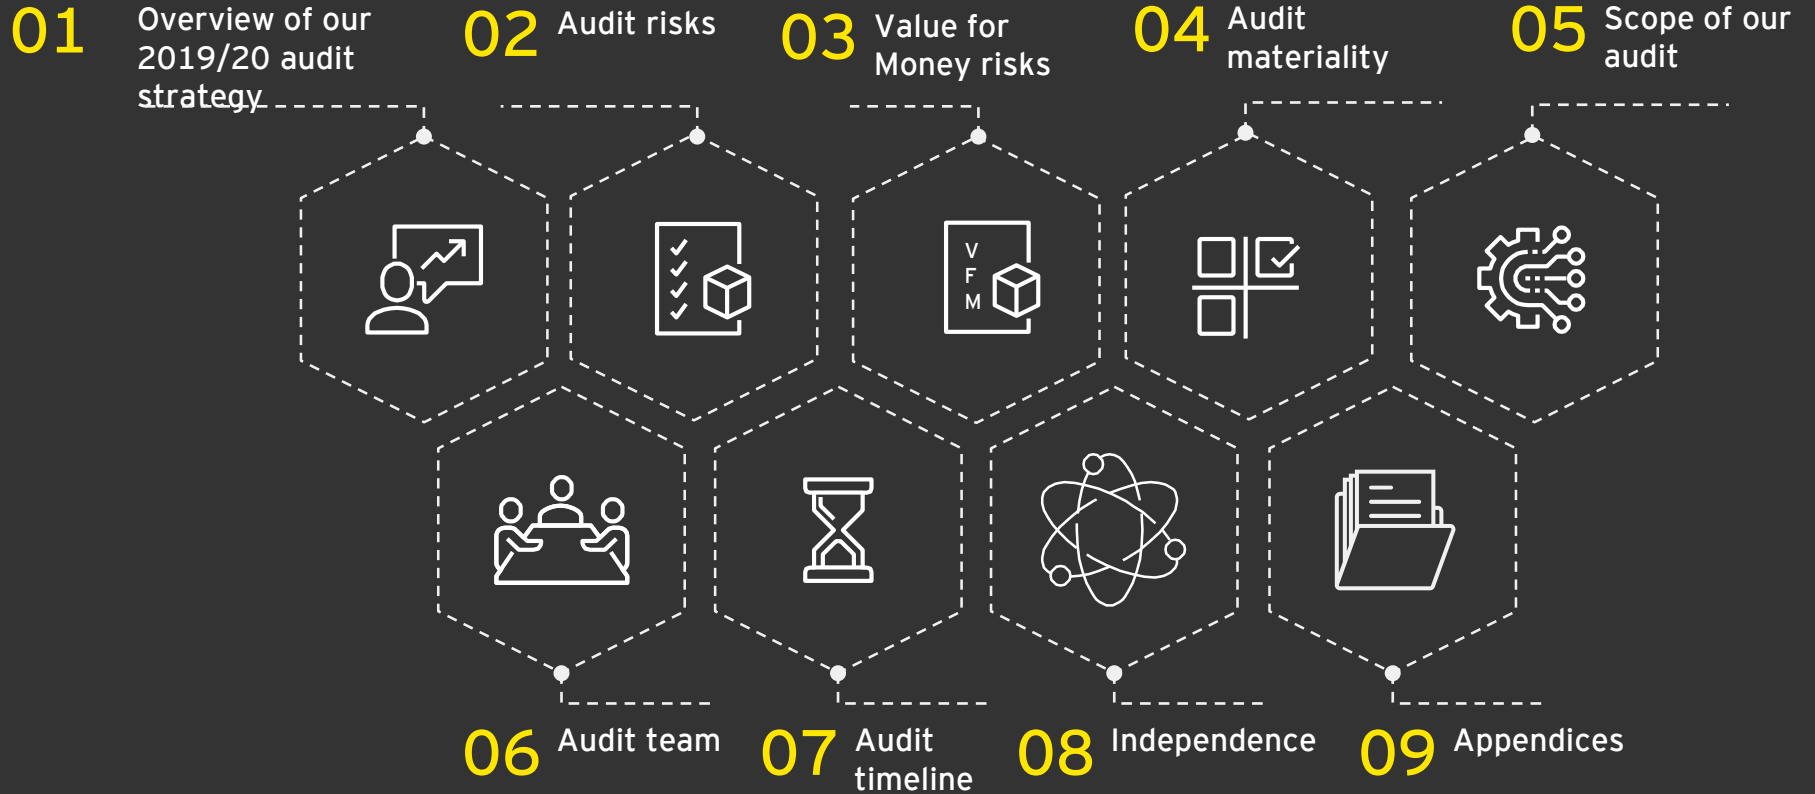 01 Overview of our
2019/20 audit
strategy
02 Audit risks
03 Value for
Money risks
04 Audit
materiality
05 Scope of our
audit
V
F
M
06 Audit team
07 Audit
timeline
08 Independence
09 Appendices